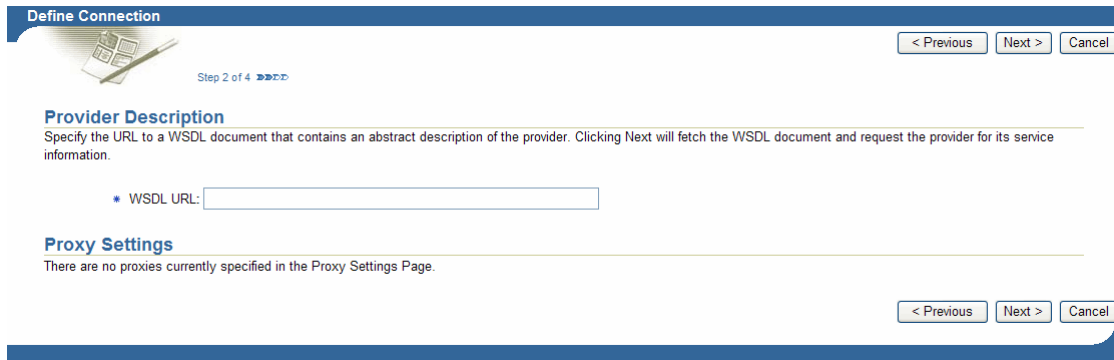 Define Connection
< Previous Next > Cancel
Step 2 of 4
Provider Description
Specify the URL to a WSDL document that contains an abstract description of the provider. Clicking Next will fetch the WSDL document and request the provider for its service
information.
* WSDL URL:
Proxy Settings
There are no proxies currently specified in the Proxy Settings Page.
< Previous Next > Cancel